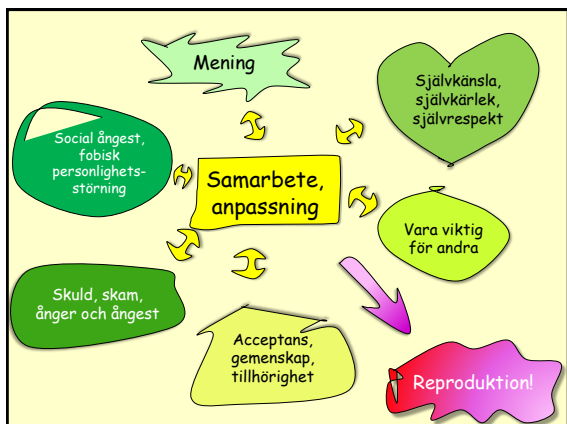 Mening
Självkänsla,
självkärlek,
självrespekt
Social ångest,
fobisk
personlighets-
störning
Samarbete,
anpassning
Vara viktig
för andra
Skuld, skam,
ånger och ångest
Acceptans,
gemenskap,
tillhörighet
Reproduktion!